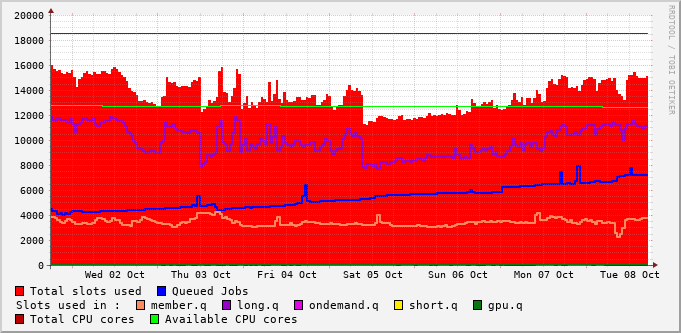 RRDTOOL / TOBI OETIKER
20000
18000
16000
14000
12000
10000
8000
6000
4000
2000
0
Wed 02 Oct Thu 03 Oct Fri 04 Oct Sat 05 Oct Sun 06 Oct Mon 07 Oct Tue 08 Oct
Total slots used Queued Jobs
Slots used in : member.q long.q ondemand.q short.q gpu.q
Total CPU cores Available CPU cores